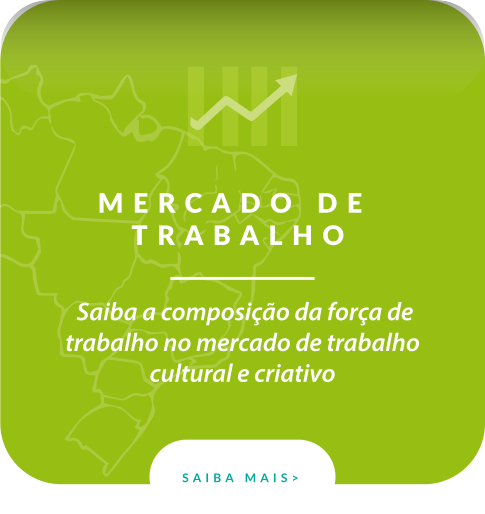 MERCADO DE
TRABALHO
Saiba a composição da força de
trabalho no mercado de trabalho
cultural e criativo
SAIBA MAIS>